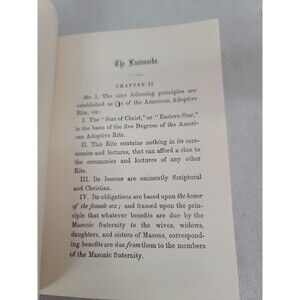 The Landmarks.
CHAPTER II
Sec. 1. The nine following principles are
established as of the American Adoptive
Rite, viz:
I. The "Star of Christ," or "Eastern Star,"
is the basis of the five Degrees of the Ameri-
can Adoptive Rite.
II. This Rite contains nothing in its cere-
monies and lectures, that can afford a clue to
the ceremonies and lectures of any other
Rite.
III. Its lessons are eminently Scriptural
and Christian.
IV. Its obligations are based upon the honor
of the female sex; and framed upon the
principle that whatever benefits are due by the
Masonic fraternity to the wives, widows,
daughters, and sisters of Masons, correspond-
ing benefits are due from them to the members
of the Masonic fraternity.